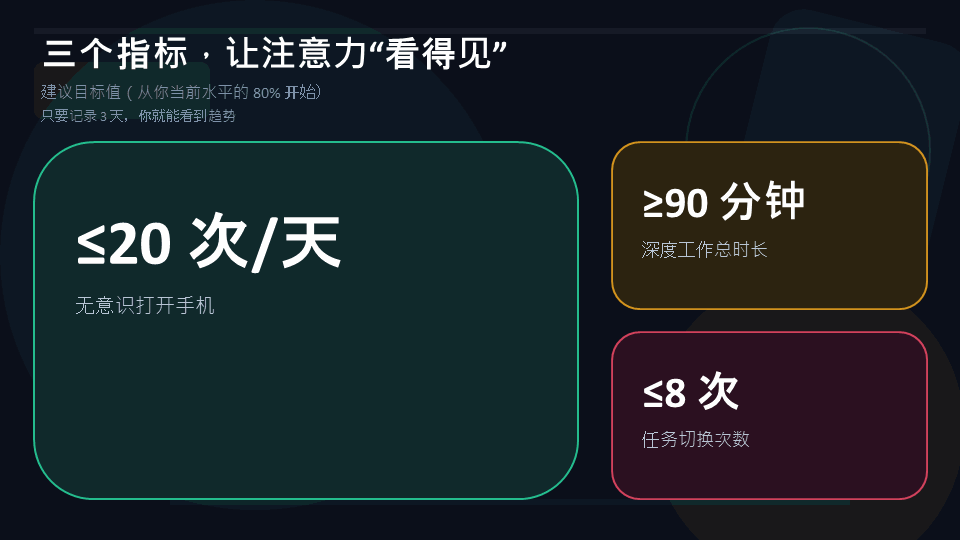 三个指标，让注意力“看得见”
建议目标值（从你当前水平的 80% 开始）
只要记录 3 天，你就能看到趋势
≤20 次/天
无意识打开手机
≥90 分钟
深度工作总时长
≤8 次
任务切换次数